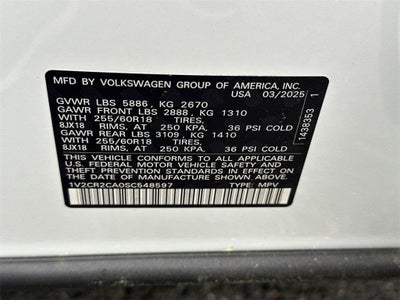 MFD BY VOLKSWAGEN GROUP OF AMERICA, INC.
USA 03/2025
GVWR LBS 5886, KG 2670
GAWR FRONT LBS 2888, KG 1310
WITH 255/60R18 TIRES,
8JX18 RIMS, AT 250 KPA, 36 PSI COLD
GAWR REAR LBS 3109, KG 1410
WITH 255/60R18 TIRES,
8JX18 RIMS, AT 250 KPA, 36 PSI COLD
THIS VEHICLE CONFORMS TO ALL APPLICABLE
U.S. FEDERAL MOTOR VEHICLE SAFETY AND
THEFT PREVENTION STANDARDS IN EFFECT ON
THE DATE OF MANUFACTURE SHOWN ABOVE.
1V2CR2CA0SC548597 TYPE: MPV
1438353 1